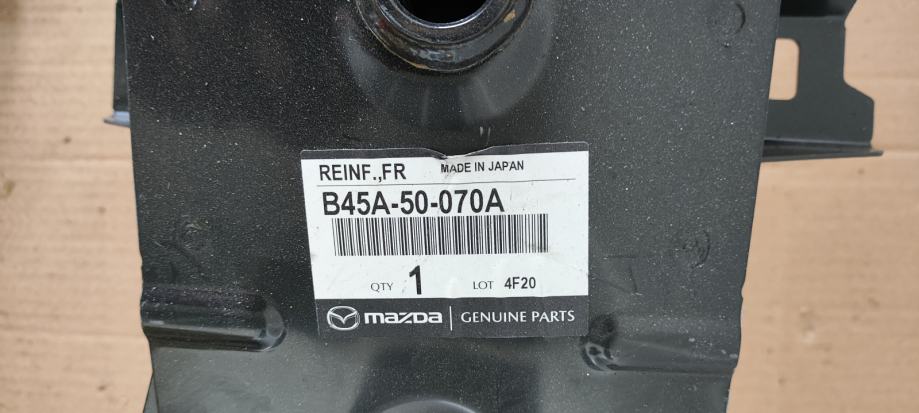 REINF.,FR MADE IN JAPAN
B45A-50-070A
QTY 1 LOT 4F20
mazda GENUINE PARTS